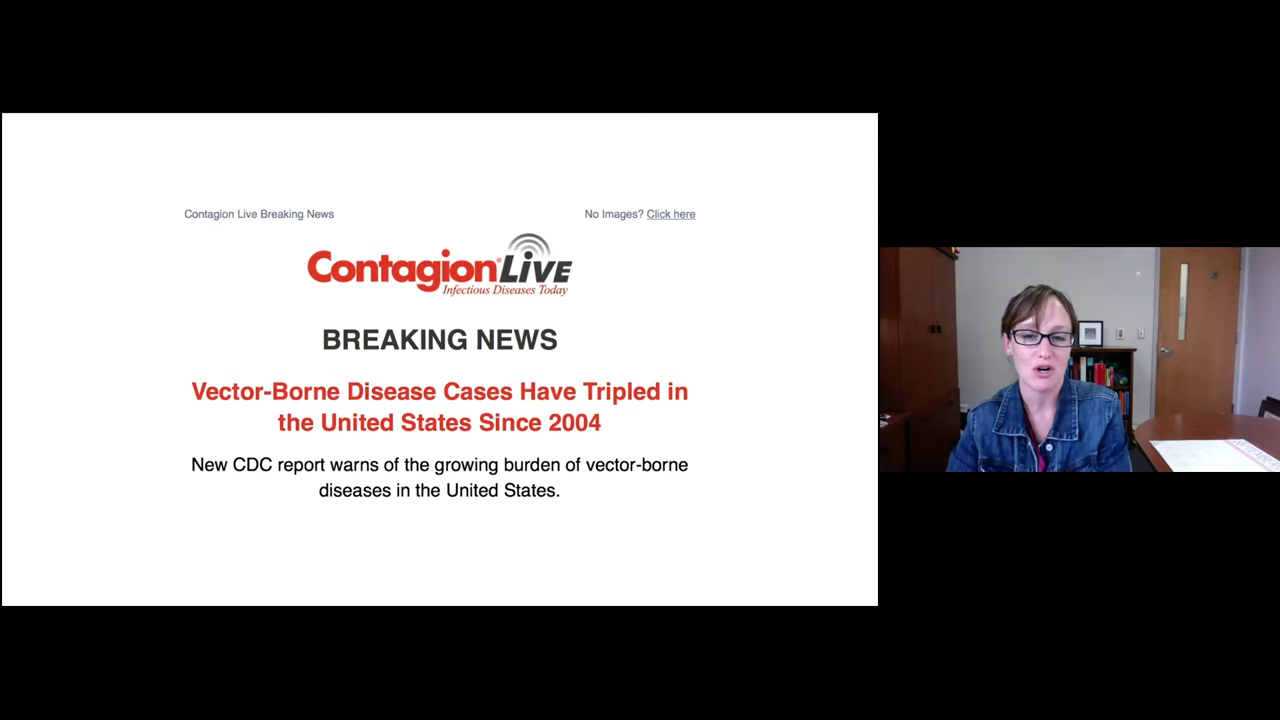 Contagion Live Breaking News
No Images? Click here
Contagion®Live
Infectious Diseases Today
BREAKING NEWS
Vector-Borne Disease Cases Have Tripled in
the United States Since 2004
New CDC report warns of the growing burden of vector-borne
diseases in the United States.